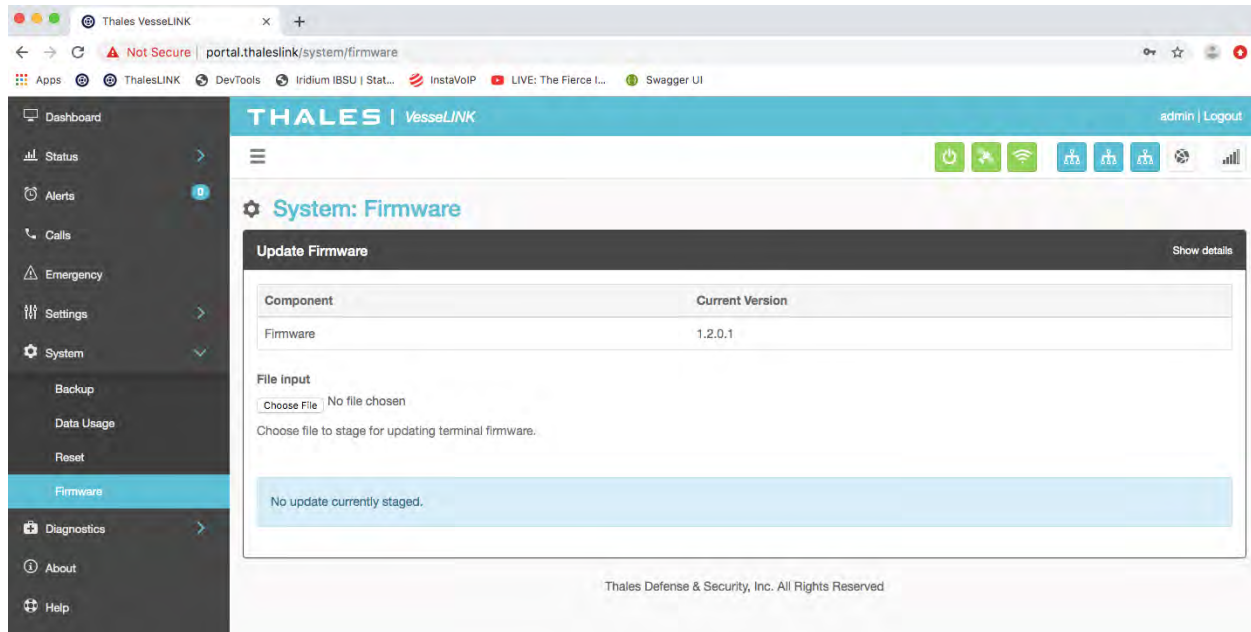 Thales VesseLINK
Not Secure portal.thaleslink/system/firmware
Apps ThalesLINK DevTools Iridium IBSU | Stat... InstaVoIP LIVE: The Fierce I... Swagger UI
Dashboard
Status
Alerts 0
Calls
Emergency
Settings
System
Backup
Data Usage
Reset
Firmware
Diagnostics
About
Help
THALES | VesseLINK
admin | Logout
System: Firmware
Update Firmware Show details
Component Current Version
Firmware 1.2.0.1
File input
Choose File No file chosen
Choose file to stage for updating terminal firmware.
No update currently staged.
Thales Defense & Security, Inc. All Rights Reserved